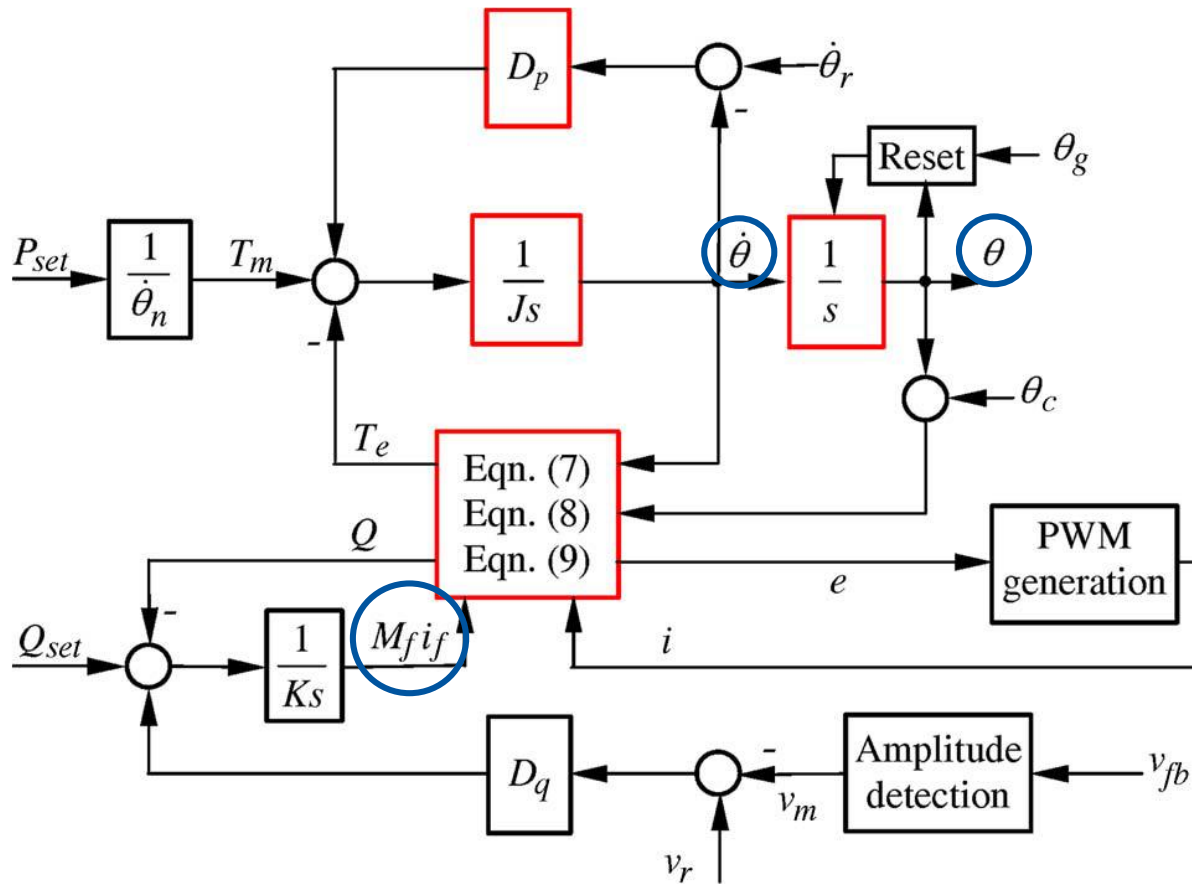 D_p
-
θ̇_r
Reset
θ_g
P_set
1
θ̇_n
T_m
-
1
Js
θ̇
1
s
θ
θ_c
T_e
Eqn. (7)
Eqn. (8)
Eqn. (9)
Q
e
PWM
generation
-
Q_set
1
Ks
M_f i_f
i
D_q
-
v_m
v_r
Amplitude
detection
v_fb